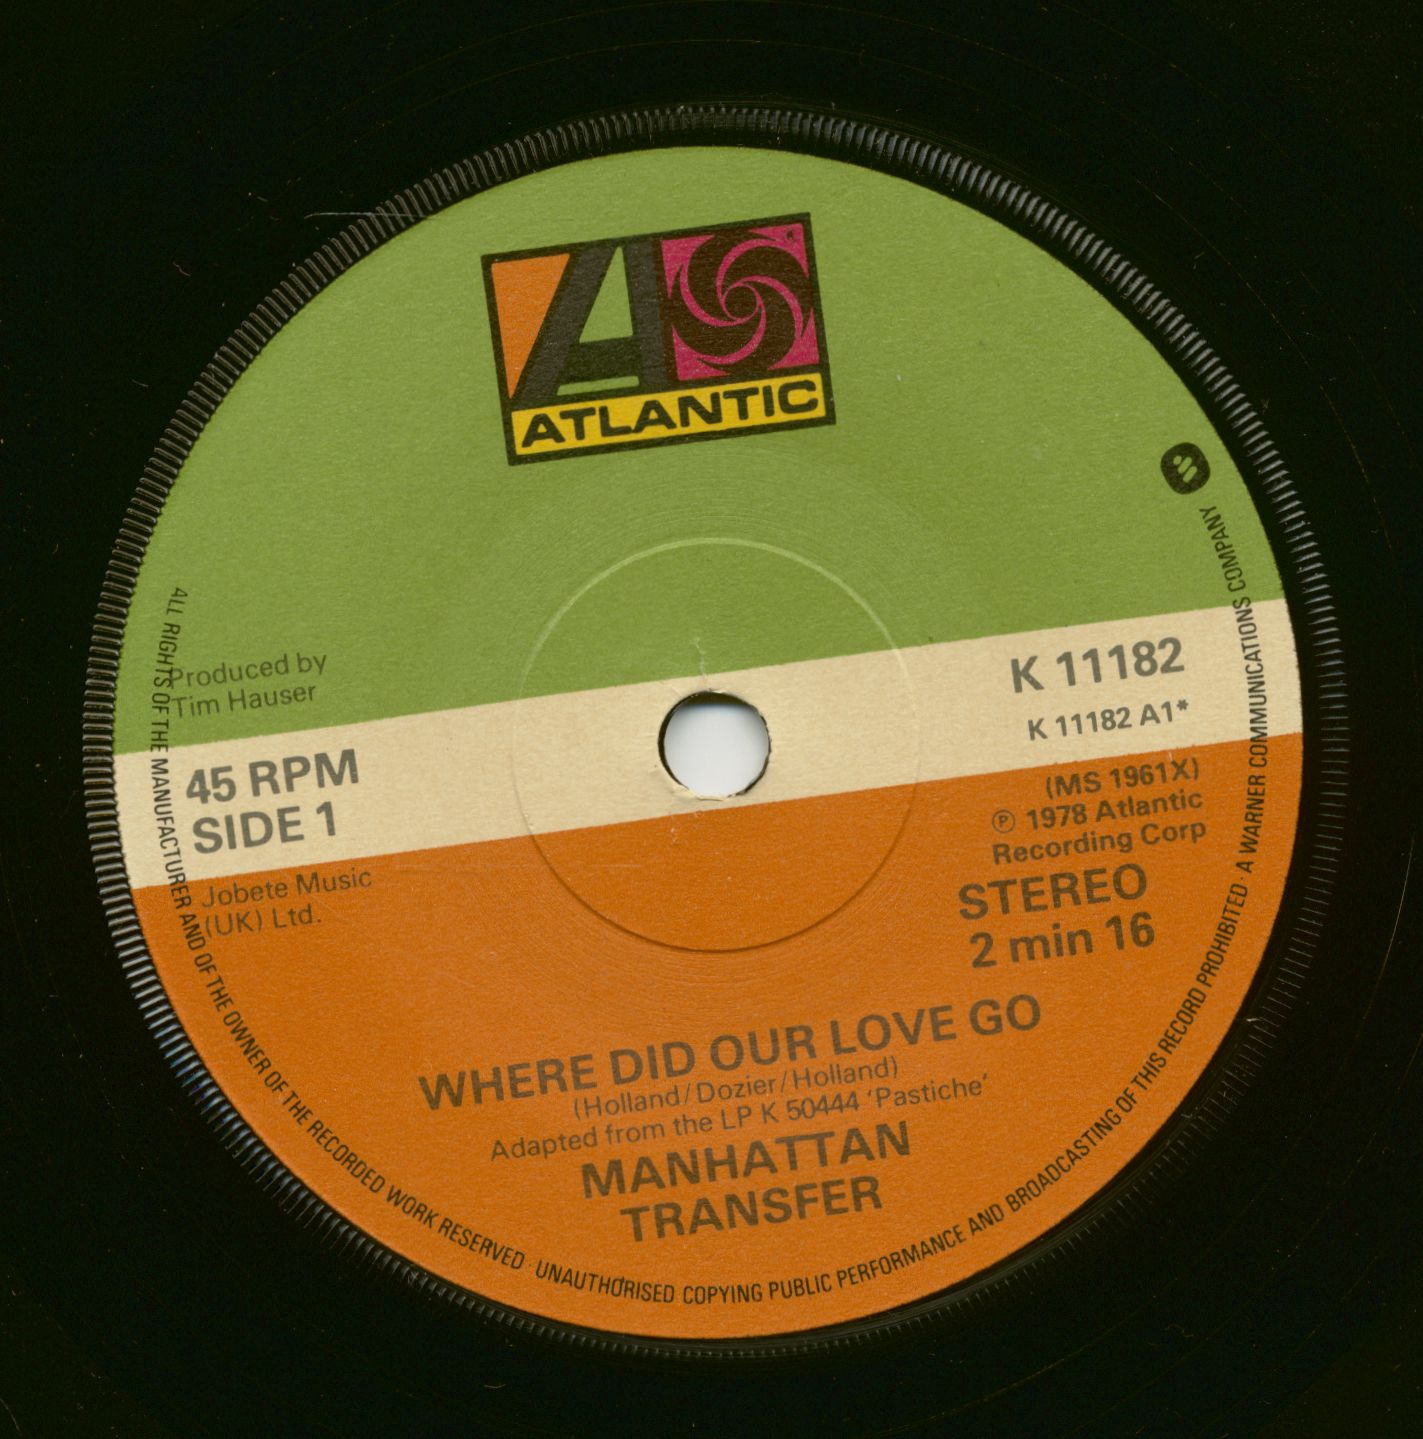 ATLANTIC
Produced by
Tim Hauser
45 RPM
SIDE 1
Jobete Music
(UK) Ltd.
K 11182
K 11182 A1*
(MS 1961X)
℗ 1978 Atlantic
Recording Corp
STEREO
2 min 16
WHERE DID OUR LOVE GO
(Holland/Dozier/Holland)
Adapted from the LP K 50444 'Pastiche'
MANHATTAN
TRANSFER
ALL RIGHTS OF THE MANUFACTURER AND OF THE OWNER OF THE RECORDED WORK RESERVED · UNAUTHORISED COPYING PUBLIC PERFORMANCE AND BROADCASTING OF THIS RECORD PROHIBITED · A WARNER COMMUNICATIONS COMPANY